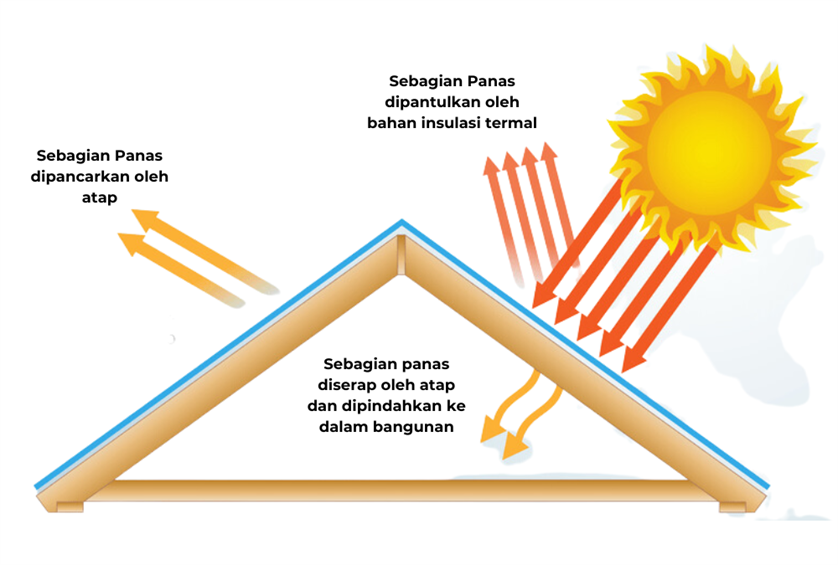 Sebagian Panas
dipantulkan oleh
bahan insulasi termal
Sebagian Panas
dipancarkan oleh
atap
Sebagian panas
diserap oleh atap
dan dipindahkan ke
dalam bangunan